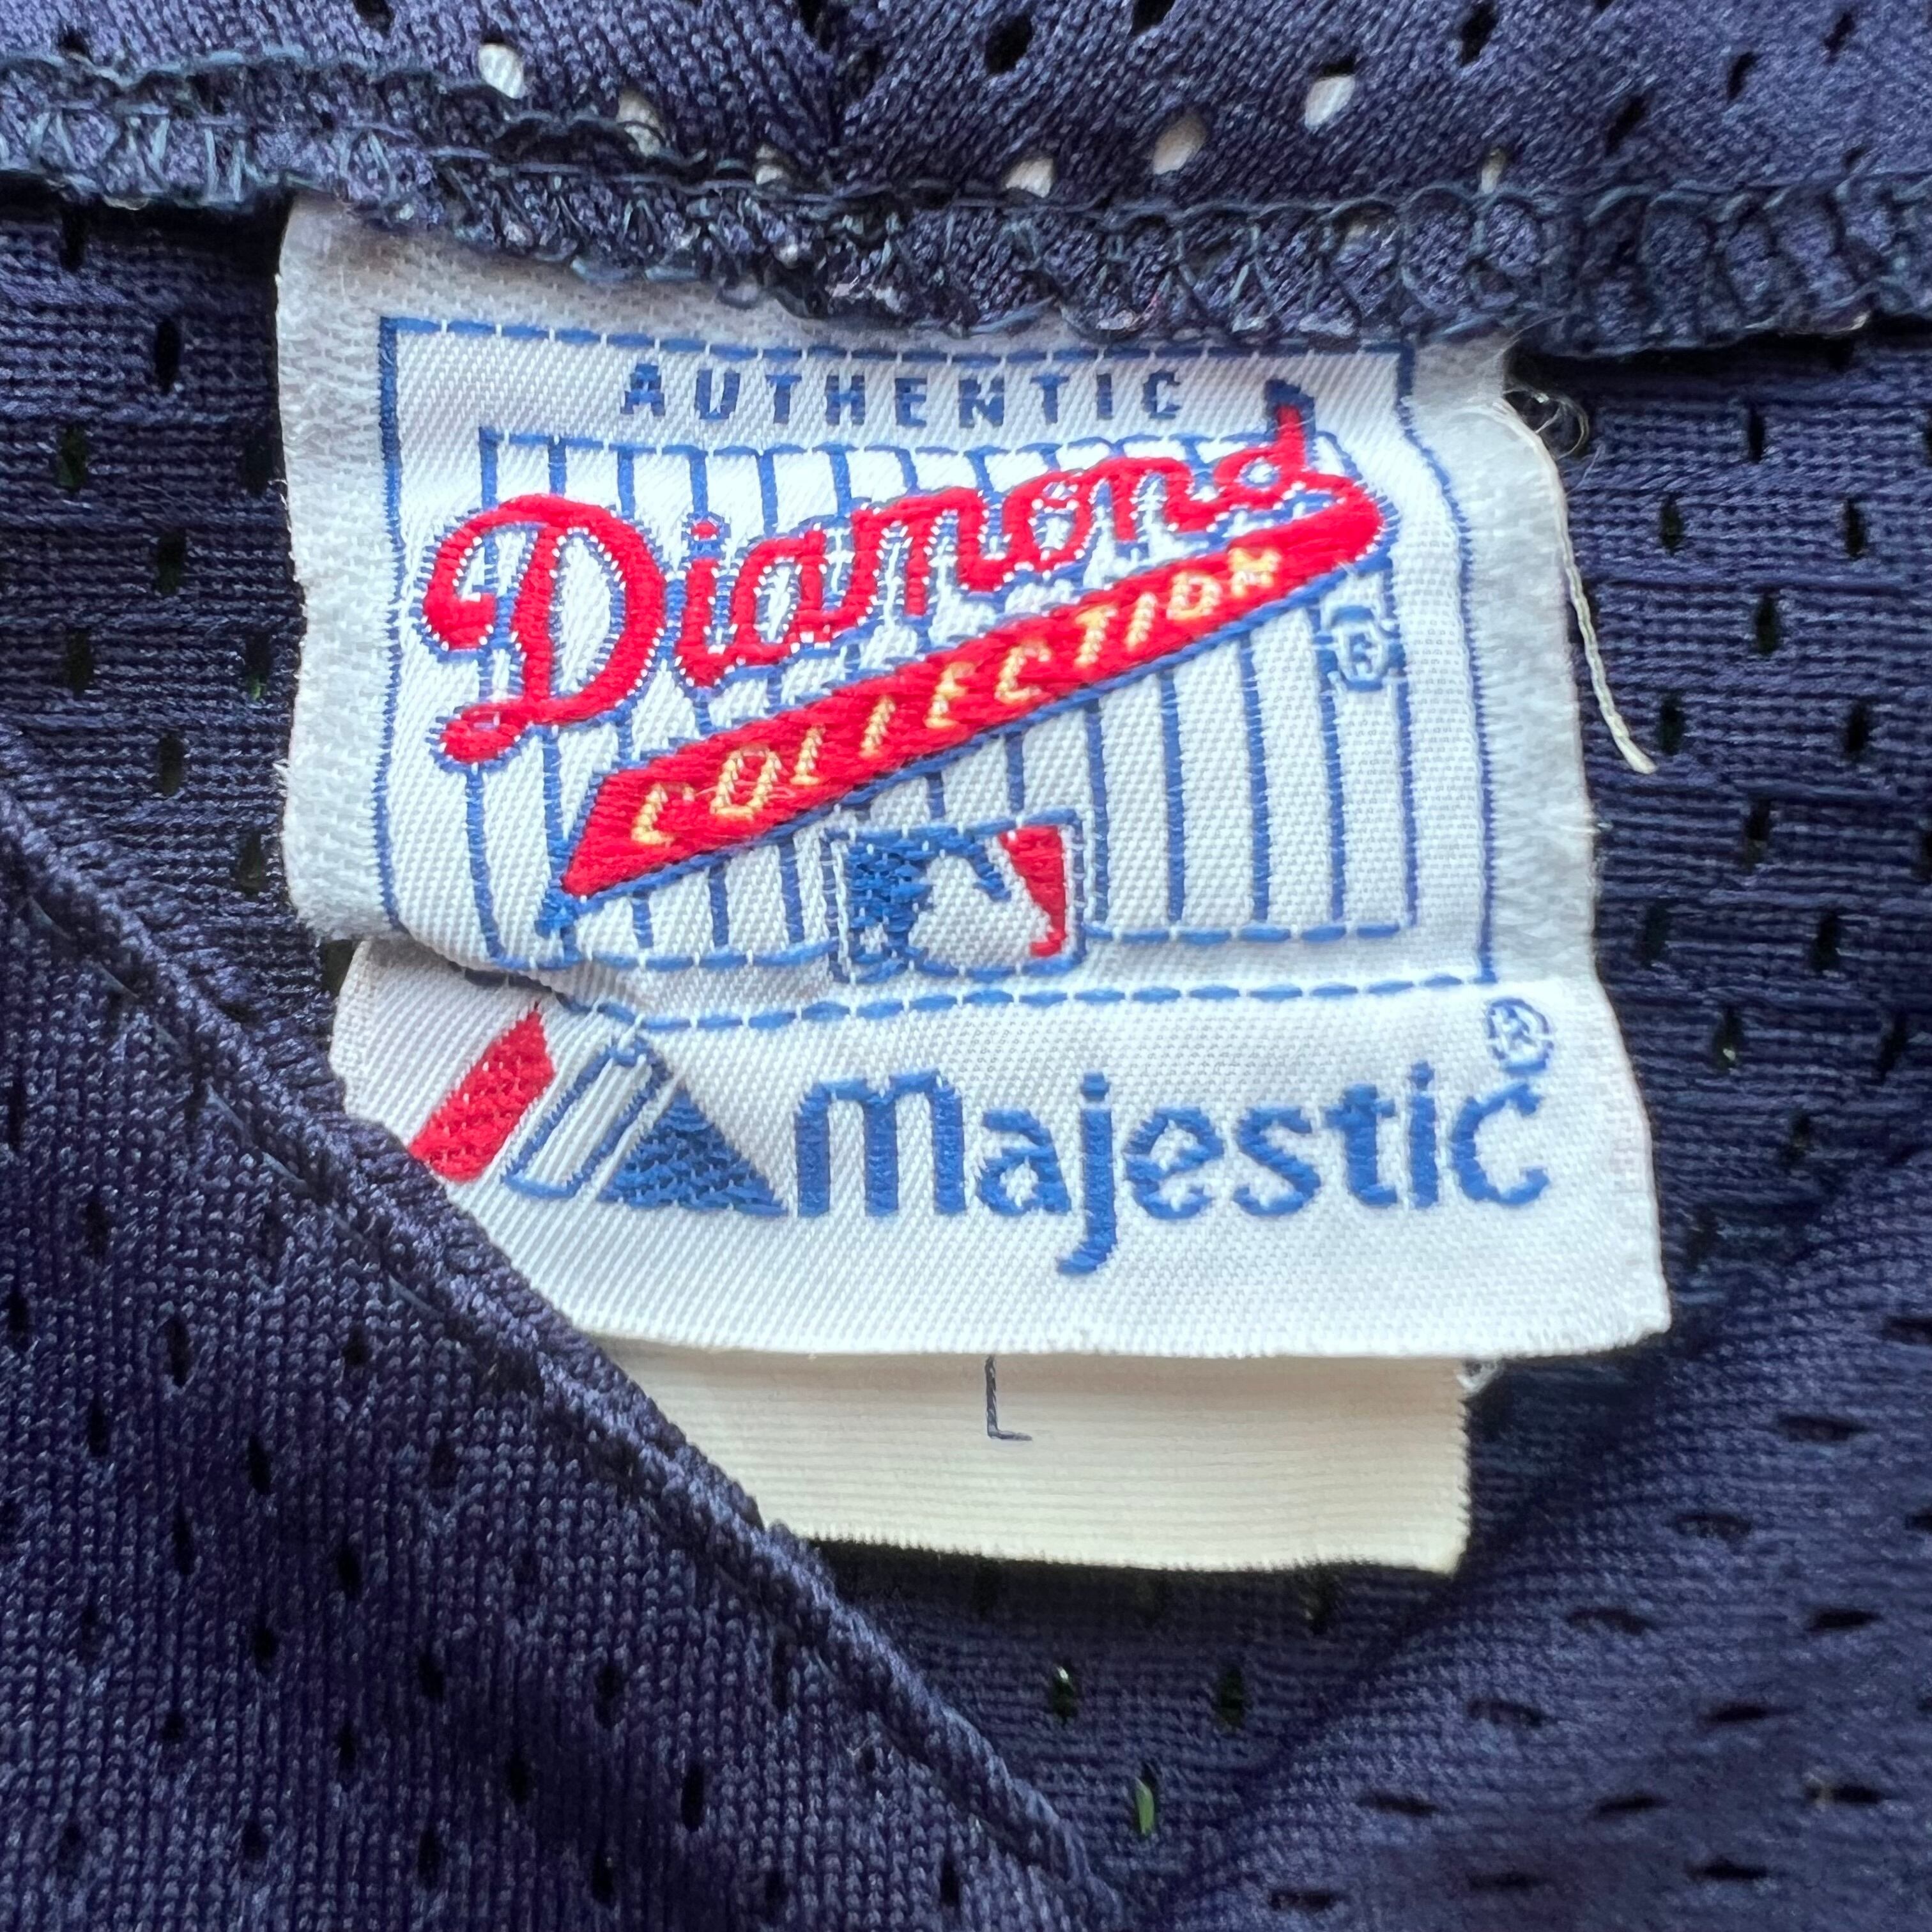 AUTHENTIC
Diamond
COLLECTION
®
Majestic®
L